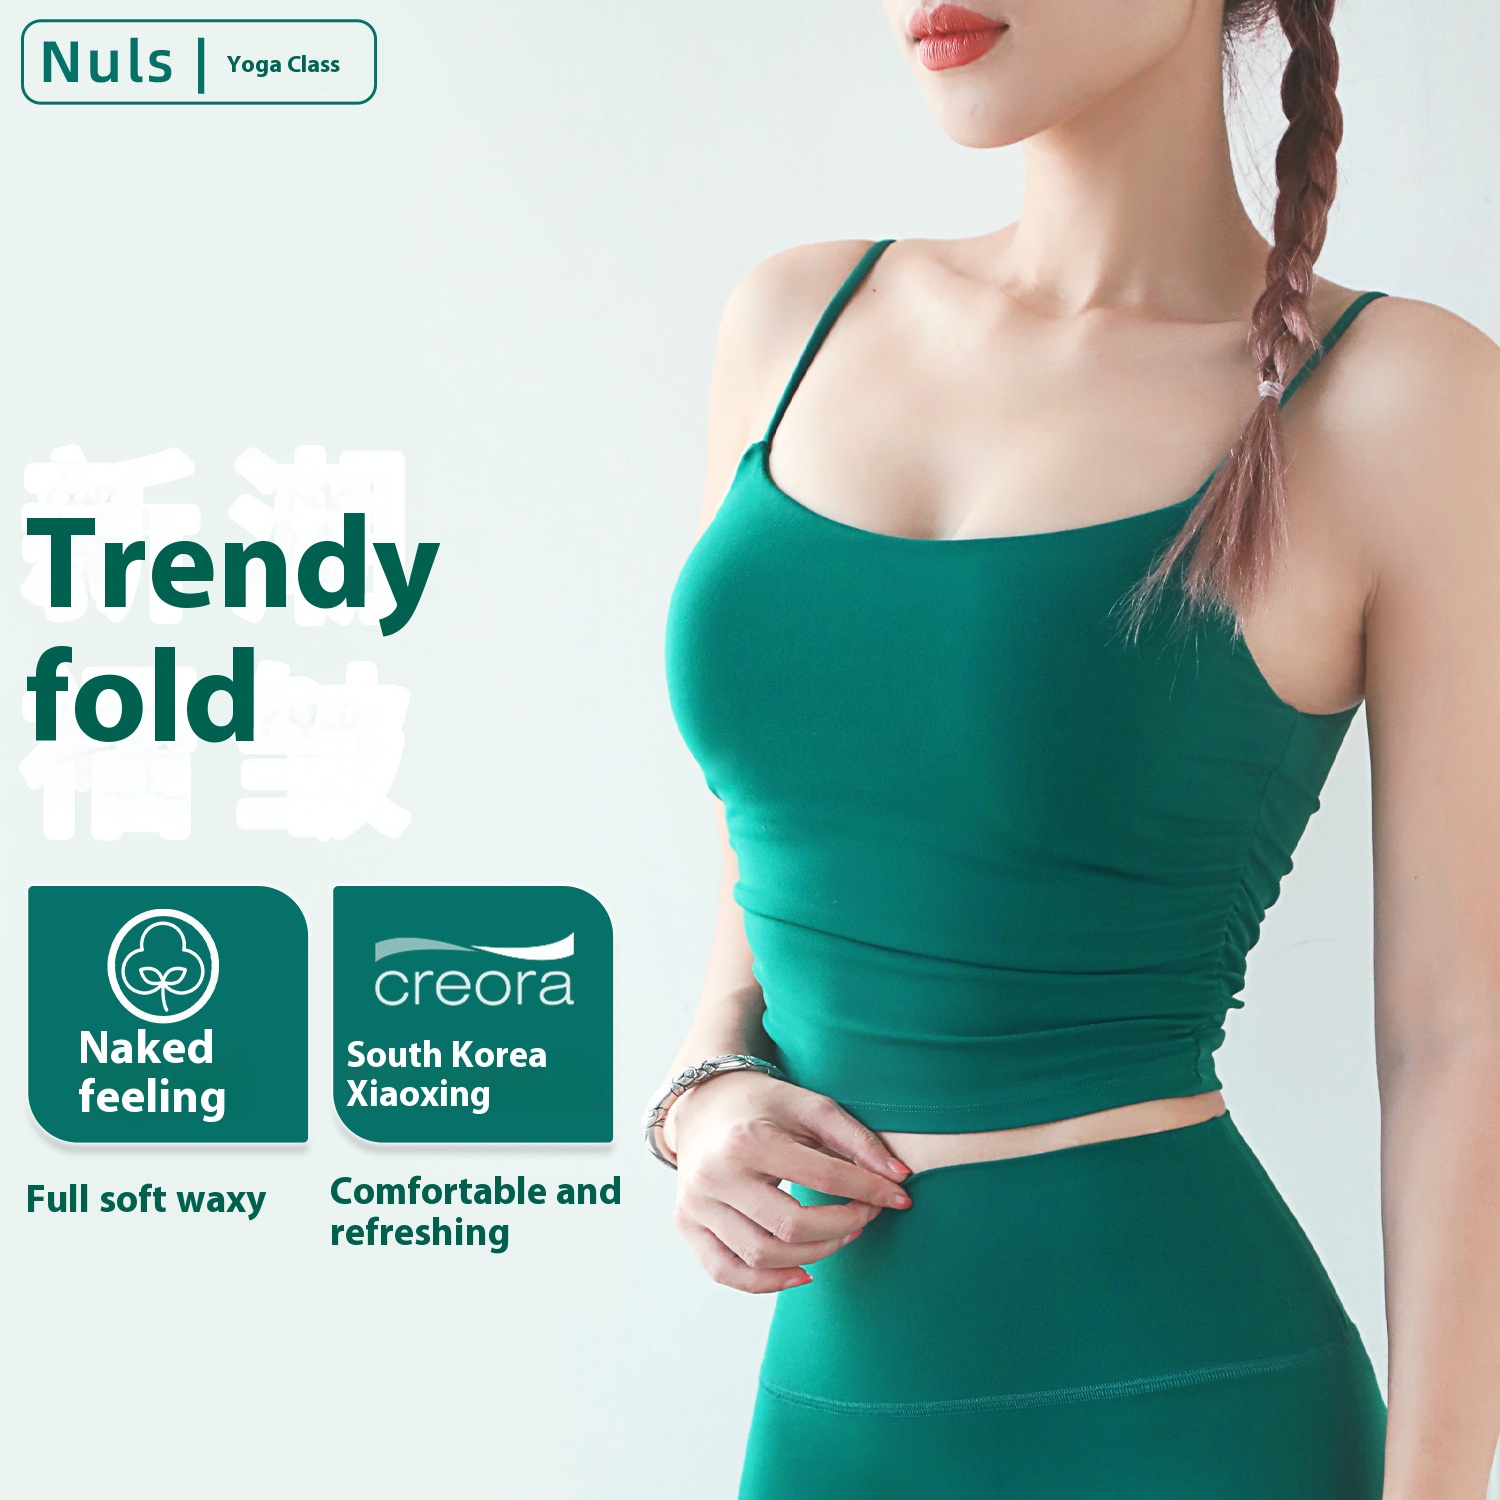 Nuls | Yoga Class
Trendy
fold
Naked
feeling
creora
South Korea
Xiaoxing
Full soft waxy
Comfortable and
refreshing